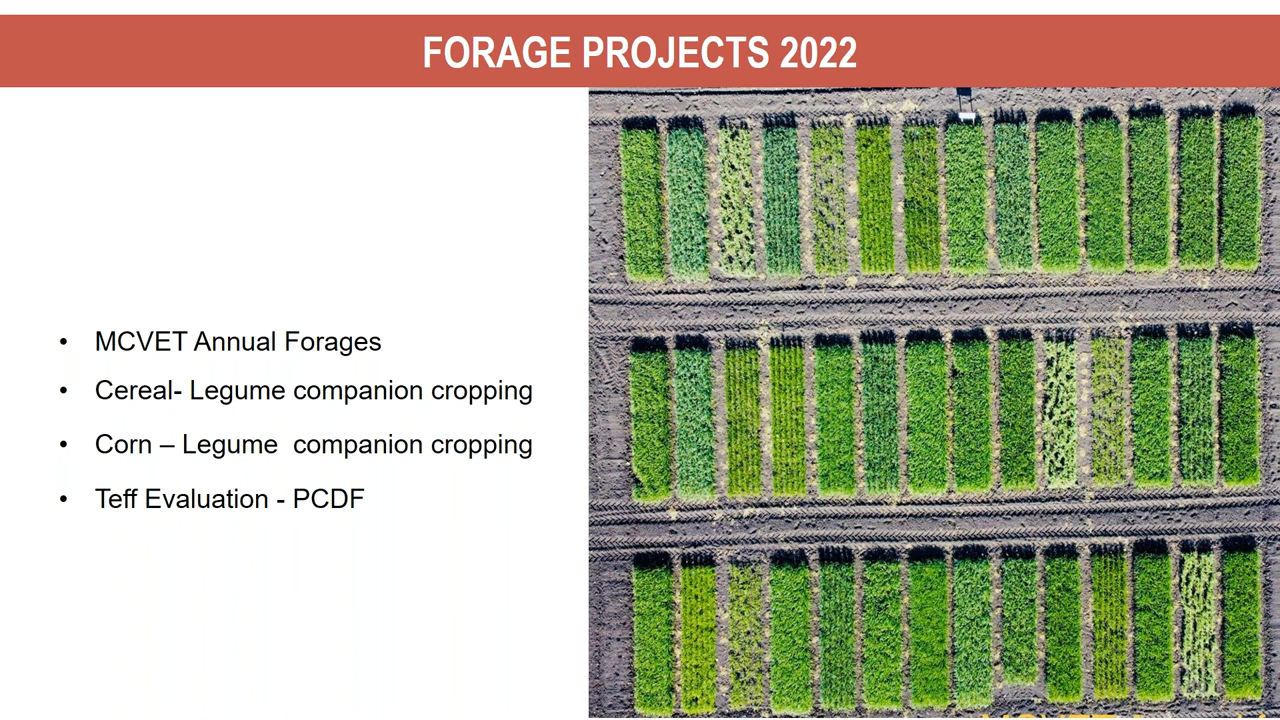 FORAGE PROJECTS 2022
• MCVET Annual Forages
• Cereal- Legume companion cropping
• Corn – Legume  companion cropping
• Teff Evaluation - PCDF